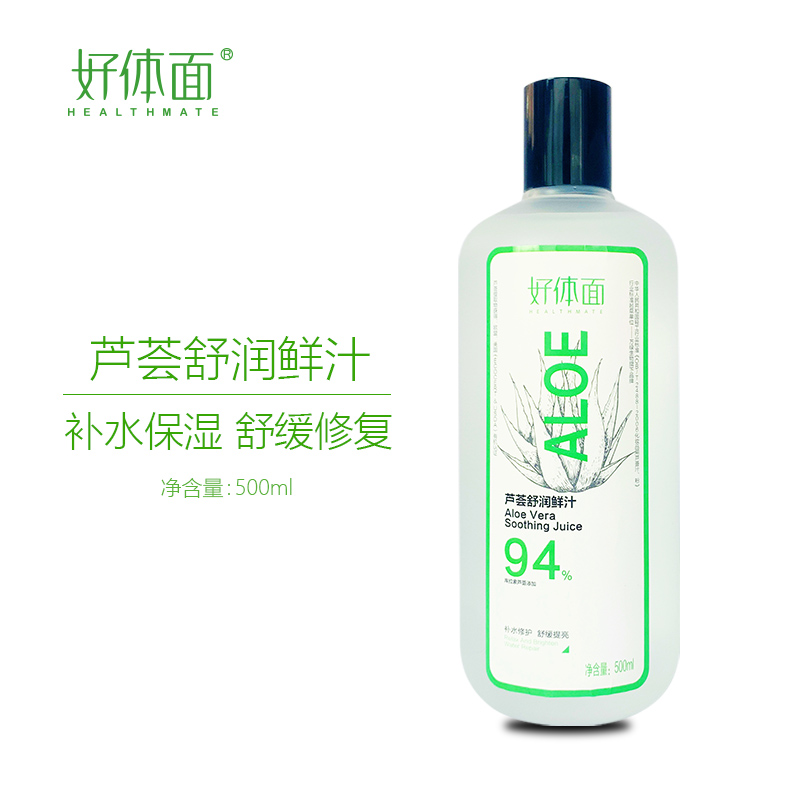 好体面®
HEALTHMATE
芦荟舒润鲜汁
补水保湿 舒缓修复
净含量:500ml
好体面
HEALTHMATE
ALOE
芦荟舒润鲜汁
Aloe Vera
Soothing Juice
94%
补水修护 舒缓提亮
净含量:500ml